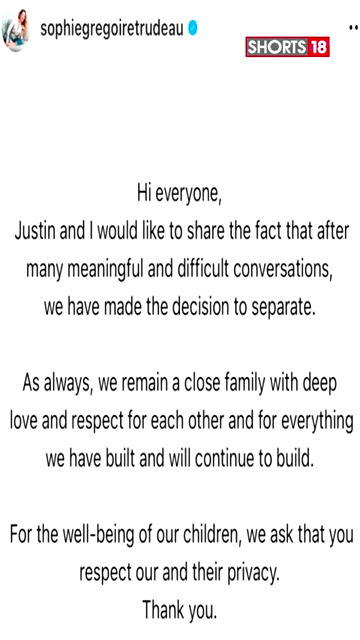 sophiegregoiretrudeau
SHORTS 18
Hi everyone,
Justin and I would like to share the fact that after
many meaningful and difficult conversations,
we have made the decision to separate.
As always, we remain a close family with deep
love and respect for each other and for everything
we have built and will continue to build.
For the well-being of our children, we ask that you
respect our and their privacy.
Thank you.